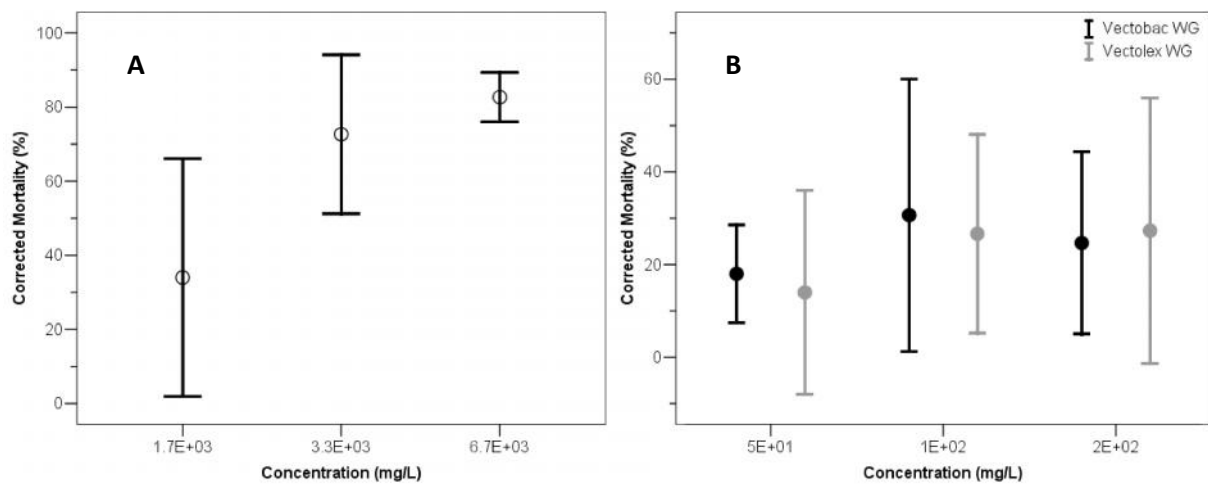 A
Corrected Mortality (%)
100
80
60
40
20
0
1.7E+03
3.3E+03
6.7E+03
Concentration (mg/L)
B
Vectobac WG
Vectolex WG
Corrected Mortality (%)
60
40
20
0
5E+01
1E+02
2E+02
Concentration (mg/L)